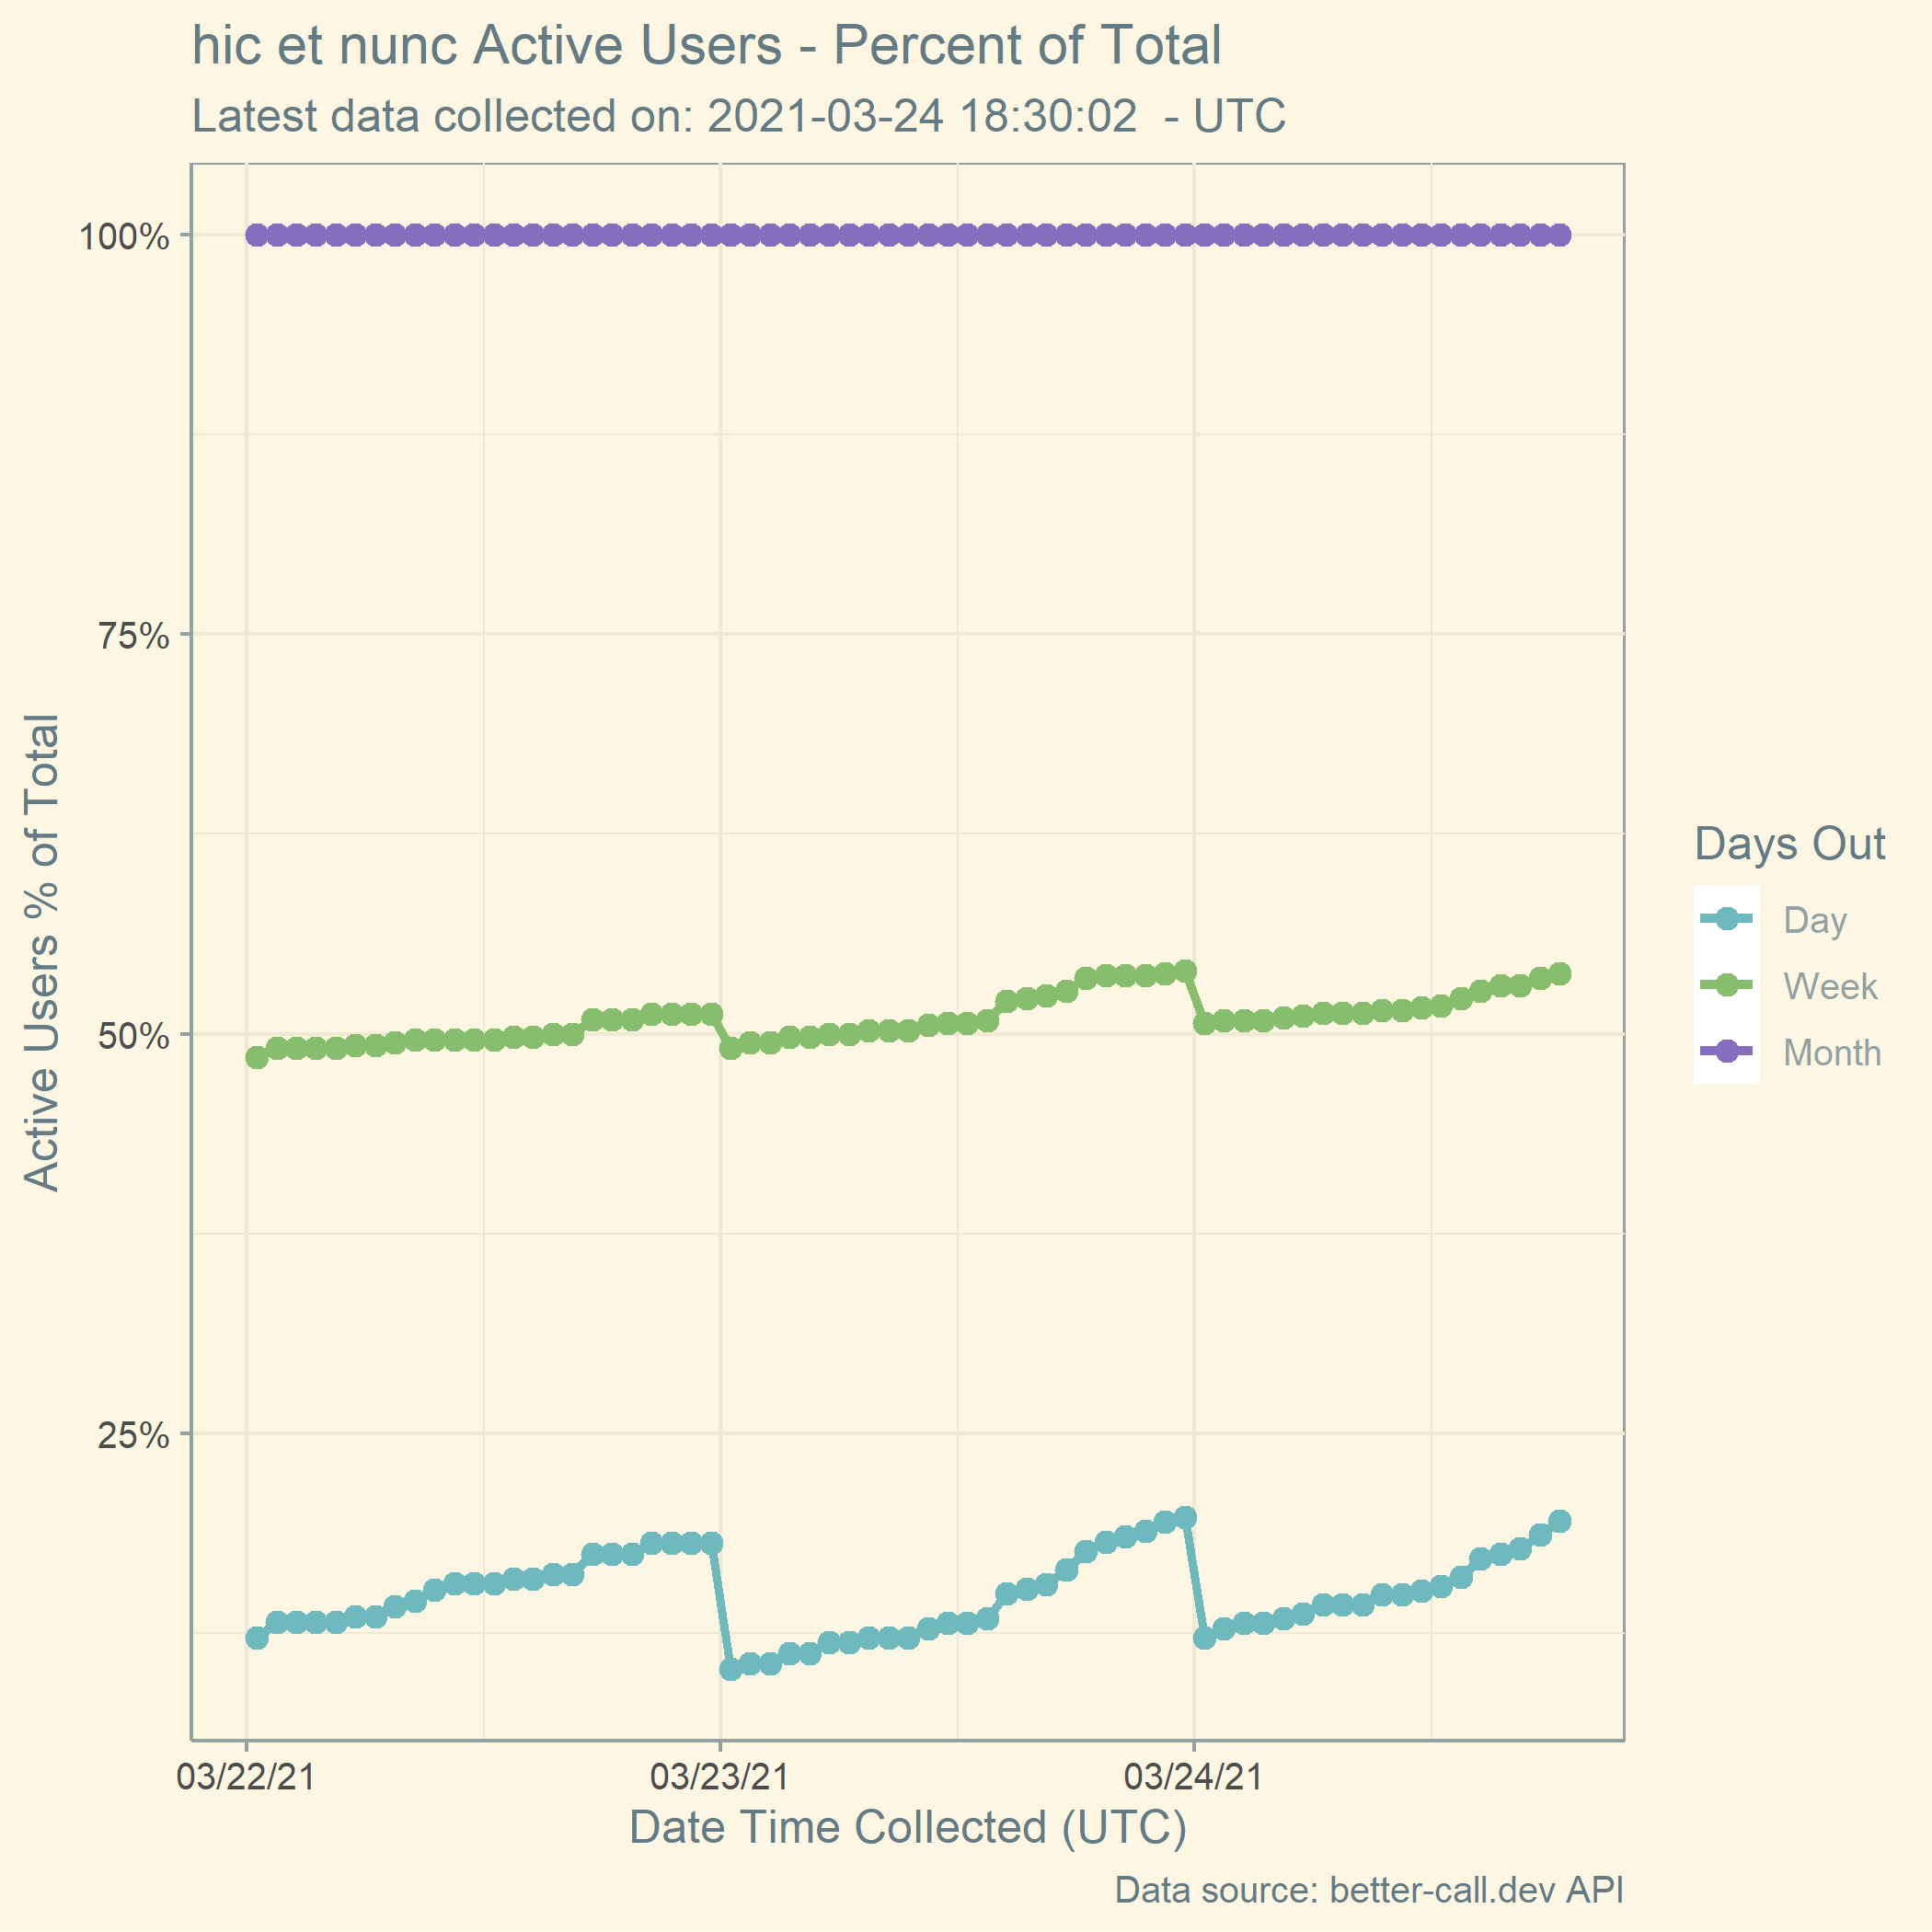 hic et nunc Active Users - Percent of Total
Latest data collected on: 2021-03-24 18:30:02  - UTC
Active Users % of Total
100%
75%
50%
25%
03/22/21
03/23/21
03/24/21
Date Time Collected (UTC)
Days Out
Day
Week
Month
Data source: better-call.dev API